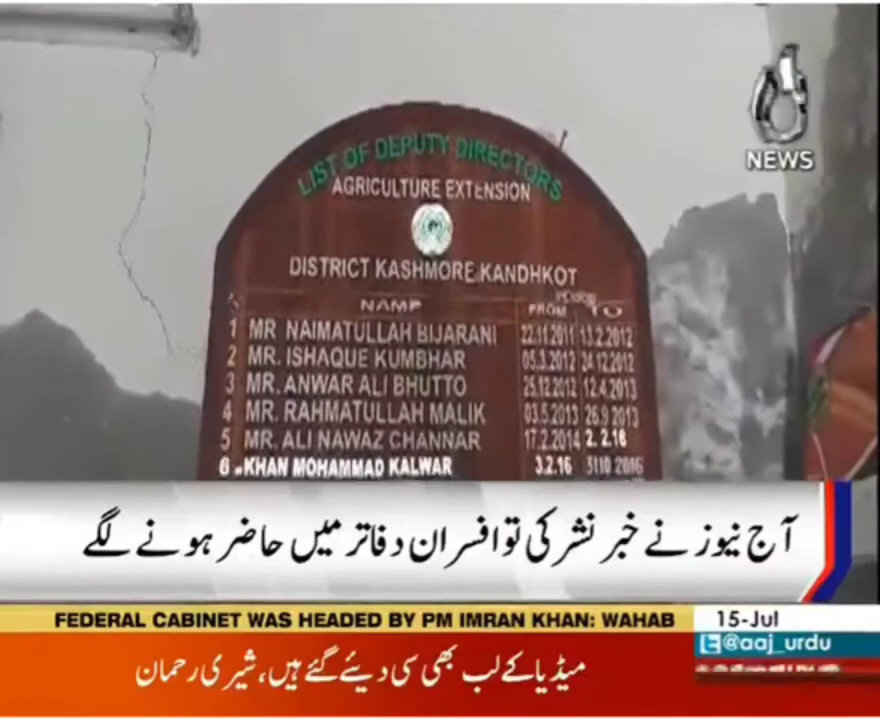 NEWS
LIST OF DEPUTY DIRECTORS
AGRICULTURE EXTENSION
DISTRICT KASHMORE KANDHKOT
NAME FROM TO
1 MR NAIMATULLAH BIJARANI 22.11.2011 13.2.2012
2 MR. ISHAQUE KUMBHAR 05.3.2012 24.12.2012
3 MR. ANWAR ALI BHUTTO 25.12.2012 12.4.2013
4 MR. RAHMATULLAH MALIK 03.5.2013 26.9.2013
5 MR. ALI NAWAZ CHANNAR 17.2.2014 2.2.16
6 KHAN MOHAMMAD KALWAR 3.2.16 31 10 2016
آج نیوز نے خبر نشر کی تو افسران دفاتر میں حاضر ہونے لگے
FEDERAL CABINET WAS HEADED BY PM IMRAN KHAN: WAHAB
15-Jul
@aaj_urdu
میڈیا کے لب بھی سی دیئے گئے ہیں، شیری رحمان